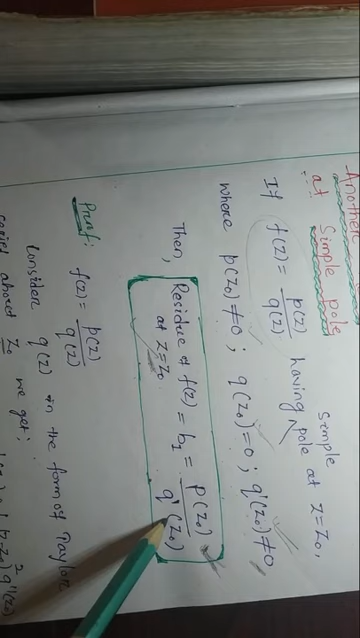 Another
at Simple pole
If f(z) = p(z)/q(z) having simple pole at z=z₀,
where p(z₀)≠0 ; q(z₀)=0 ; q'(z₀)≠0
Then, Residue of f(z) = b₁ = p(z₀)/q'(z₀)
at z=z₀
Proof: f(z) = p(z)/q(z)
Consider q(z) in the form of Taylor
series about z₀ we get;